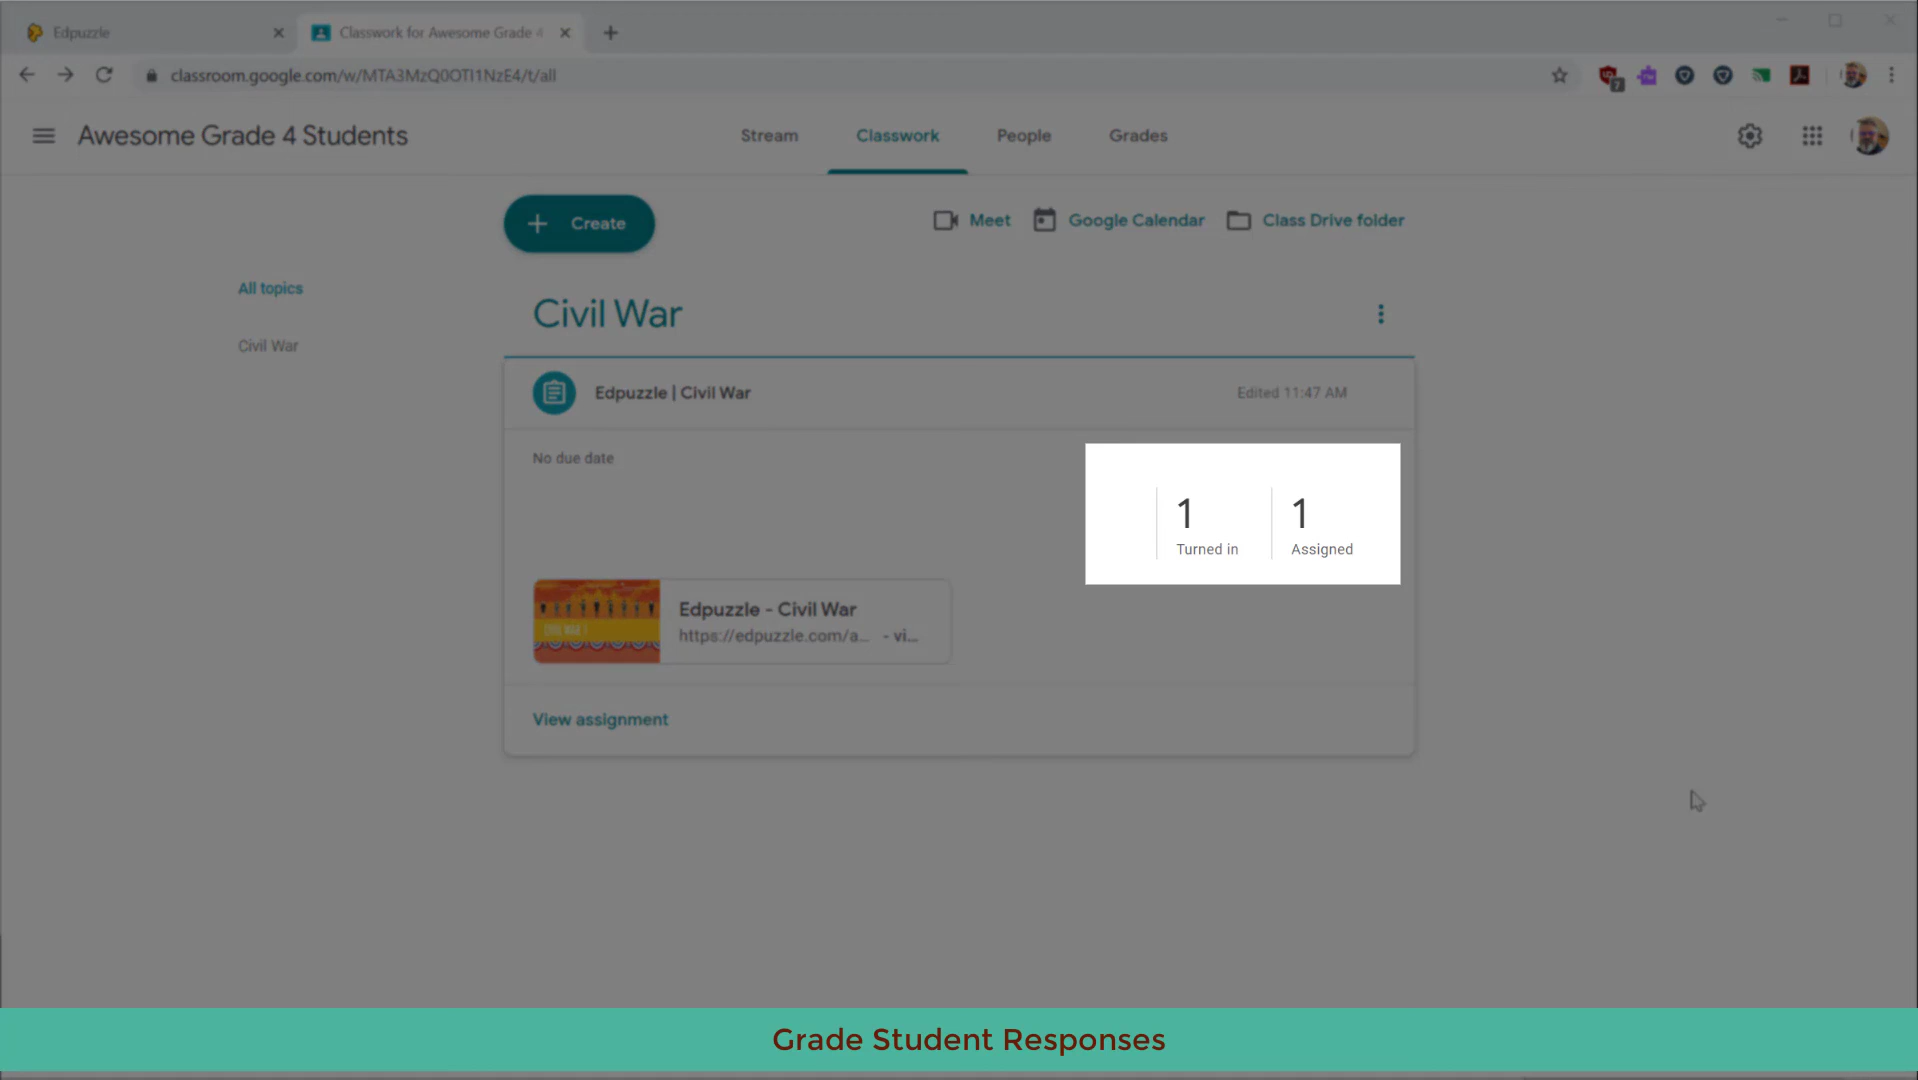 Edpuzzle
Classwork for Awesome Grade 4
classroom.google.com/w/MTA3MzQ0OTI1NzE4/t/all
7
Awesome Grade 4 Students
Stream
Classwork
People
Grades
Create
Meet
Google Calendar
Class Drive folder
All topics
Civil War
Civil War
Edpuzzle | Civil War
Edited 11:47 AM
No due date
1
Turned in
1
Assigned
CIVIL WAR
Edpuzzle - Civil War
https://edpuzzle.com/a... - vi...
View assignment
Grade Student Responses